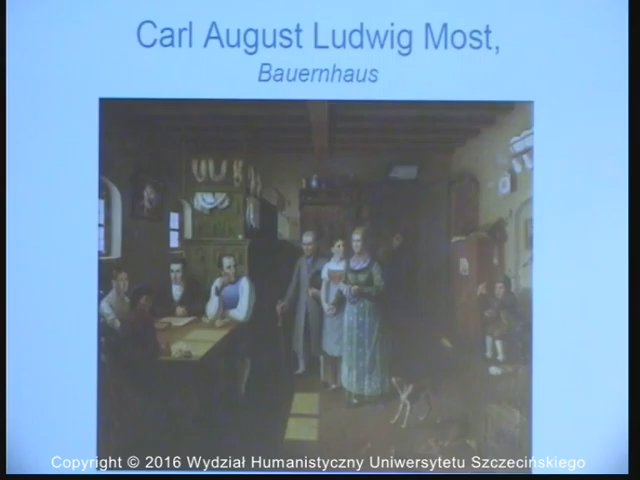 Carl August Ludwig Most,
Bauernhaus
Copyright © 2016 Wydział Humanistyczny Uniwersytetu Szczecińskiego